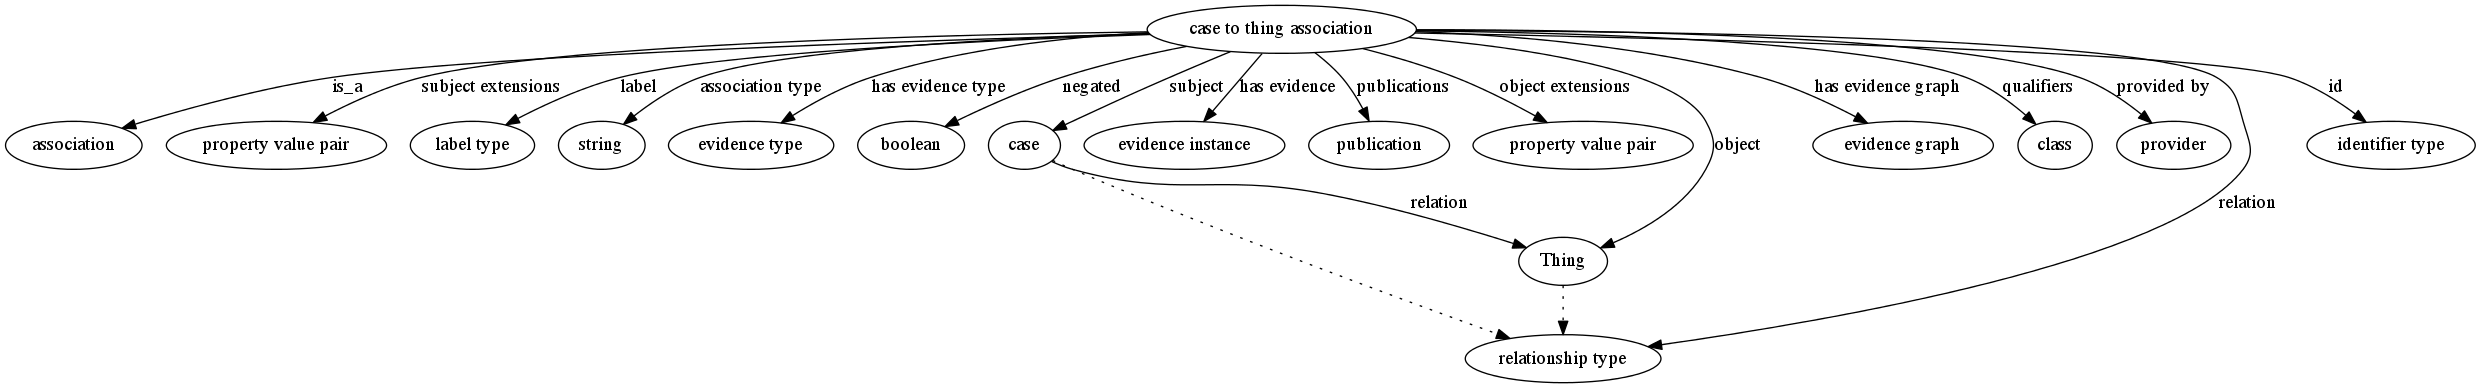 case to thing association
is_a
subject extensions
label
association type
has evidence type
negated
subject
has evidence
publications
object extensions
has evidence graph
qualifiers
provided by
id
association
property value pair
label type
string
evidence type
boolean
case
evidence instance
publication
property value pair
object
evidence graph
class
provider
identifier type
relation
relation
Thing
relationship type